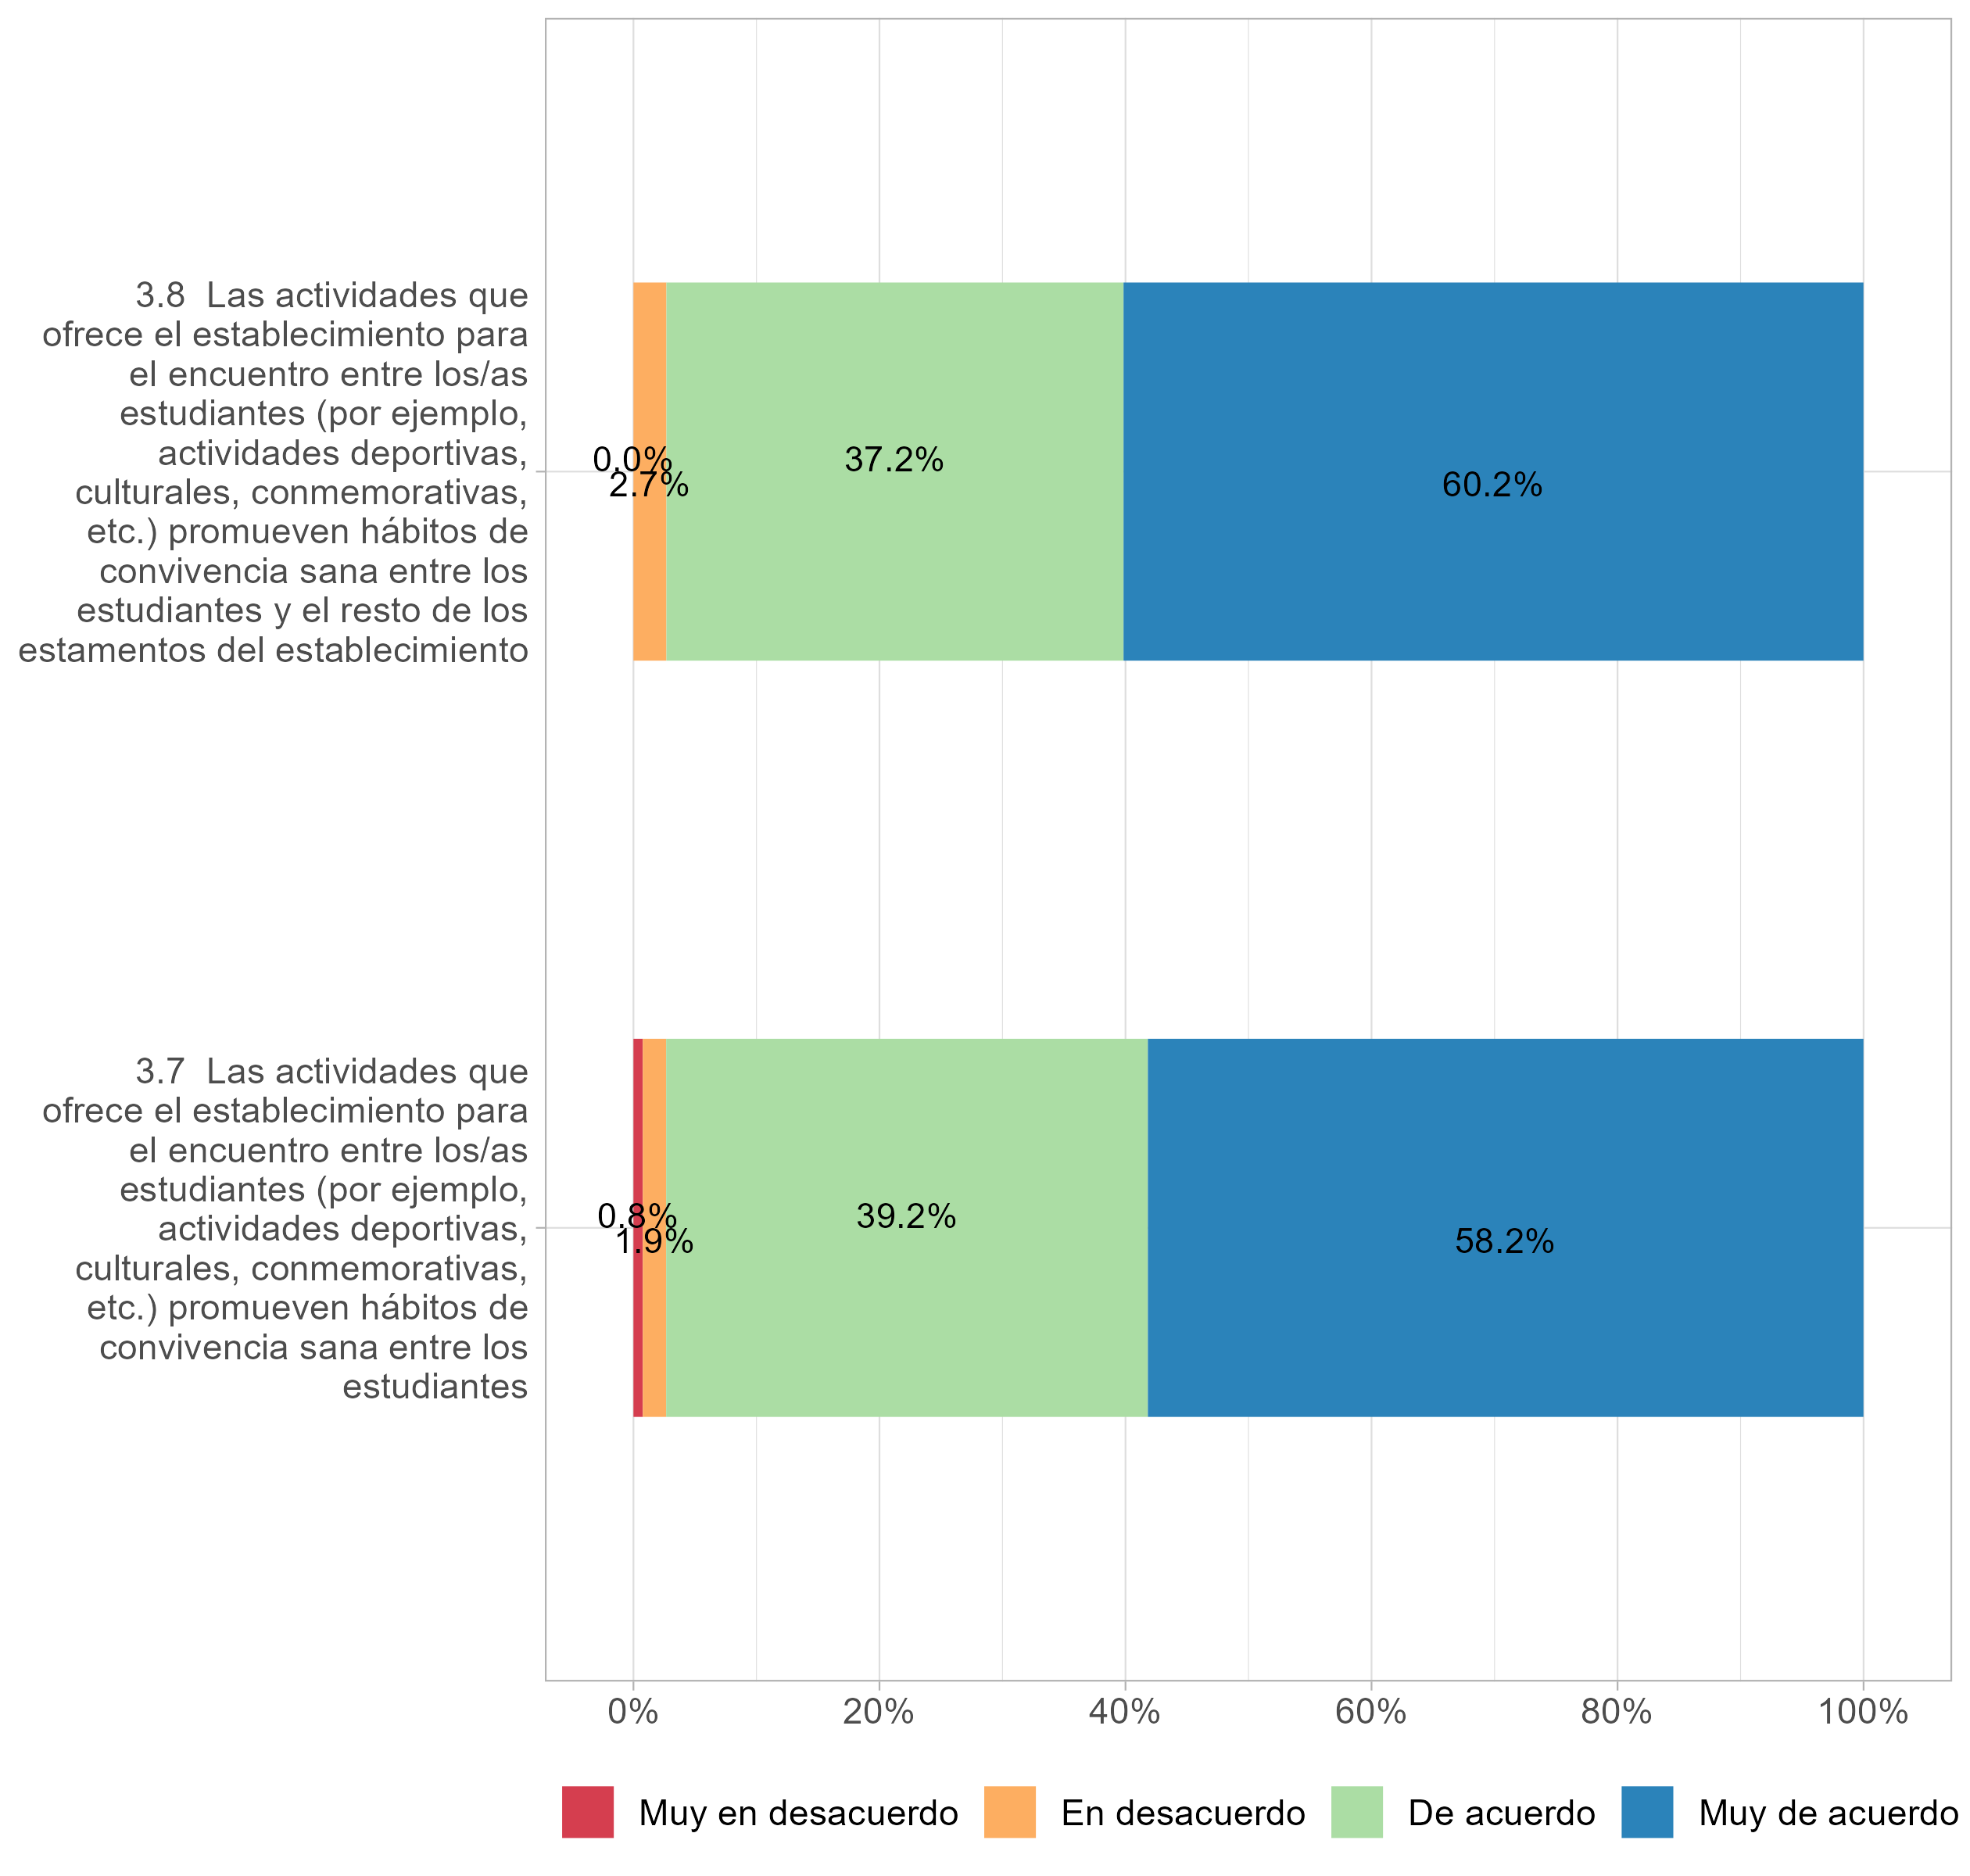 3.8  Las actividades que
ofrece el establecimiento para
el encuentro entre los/as
estudiantes (por ejemplo,
actividades deportivas,
culturales, conmemorativas,
etc.) promueven hábitos de
convivencia sana entre los
estudiantes y el resto de los
estamentos del establecimiento
0.0%
2.7%
37.2%
60.2%
3.7  Las actividades que
ofrece el establecimiento para
el encuentro entre los/as
estudiantes (por ejemplo,
actividades deportivas,
culturales, conmemorativas,
etc.) promueven hábitos de
convivencia sana entre los
estudiantes
0.8%
1.9%
39.2%
58.2%
0% 20% 40% 60% 80% 100%
Muy en desacuerdo En desacuerdo De acuerdo Muy de acuerdo